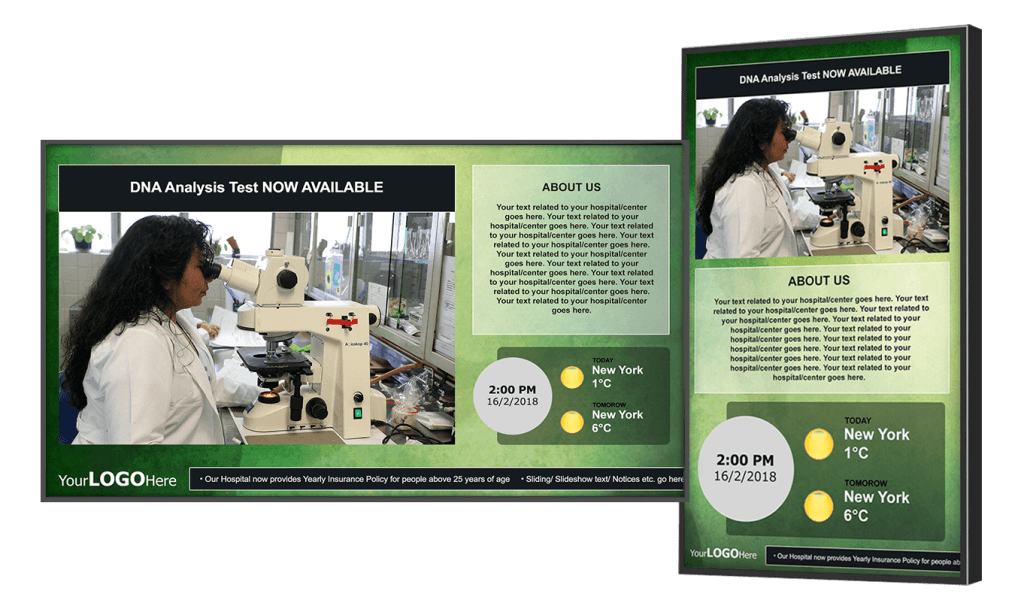 DNA Analysis Test NOW AVAILABLE
ABOUT US
Your text related to your hospital/center
goes here. Your text related to your
hospital/center goes here. Your text related
to your hospital/center goes here. Your text
related to your hospital/center goes here.
Your text related to your hospital/center
goes here. Your text related to your
hospital/center goes here. Your text related
to your hospital/center goes here. Your text
related to your hospital/center goes here.
Your text related to your hospital/center
goes here.
2:00 PM
16/2/2018
TODAY
New York
1°C
TOMOROW
New York
6°C
YourLOGOHere
• Our Hospital now provides Yearly Insurance Policy for people above 25 years of age • Sliding/ Slideshow text/ Notices etc. go here
DNA Analysis Test NOW AVAILABLE
ABOUT US
Your text related to your hospital/center goes here. Your text
related to your hospital/center goes here. Your text related to
your hospital/center goes here. Your text related to your
hospital/center goes here. Your text related to your
hospital/center goes here. Your text related to your
hospital/center goes here. Your text related to your
hospital/center goes here. Your text related to your
hospital/center goes here.
2:00 PM
16/2/2018
TODAY
New York
1°C
TOMOROW
New York
6°C
YourLOGOHere
• Our Hospital now provides Yearly Insurance Policy for people ab